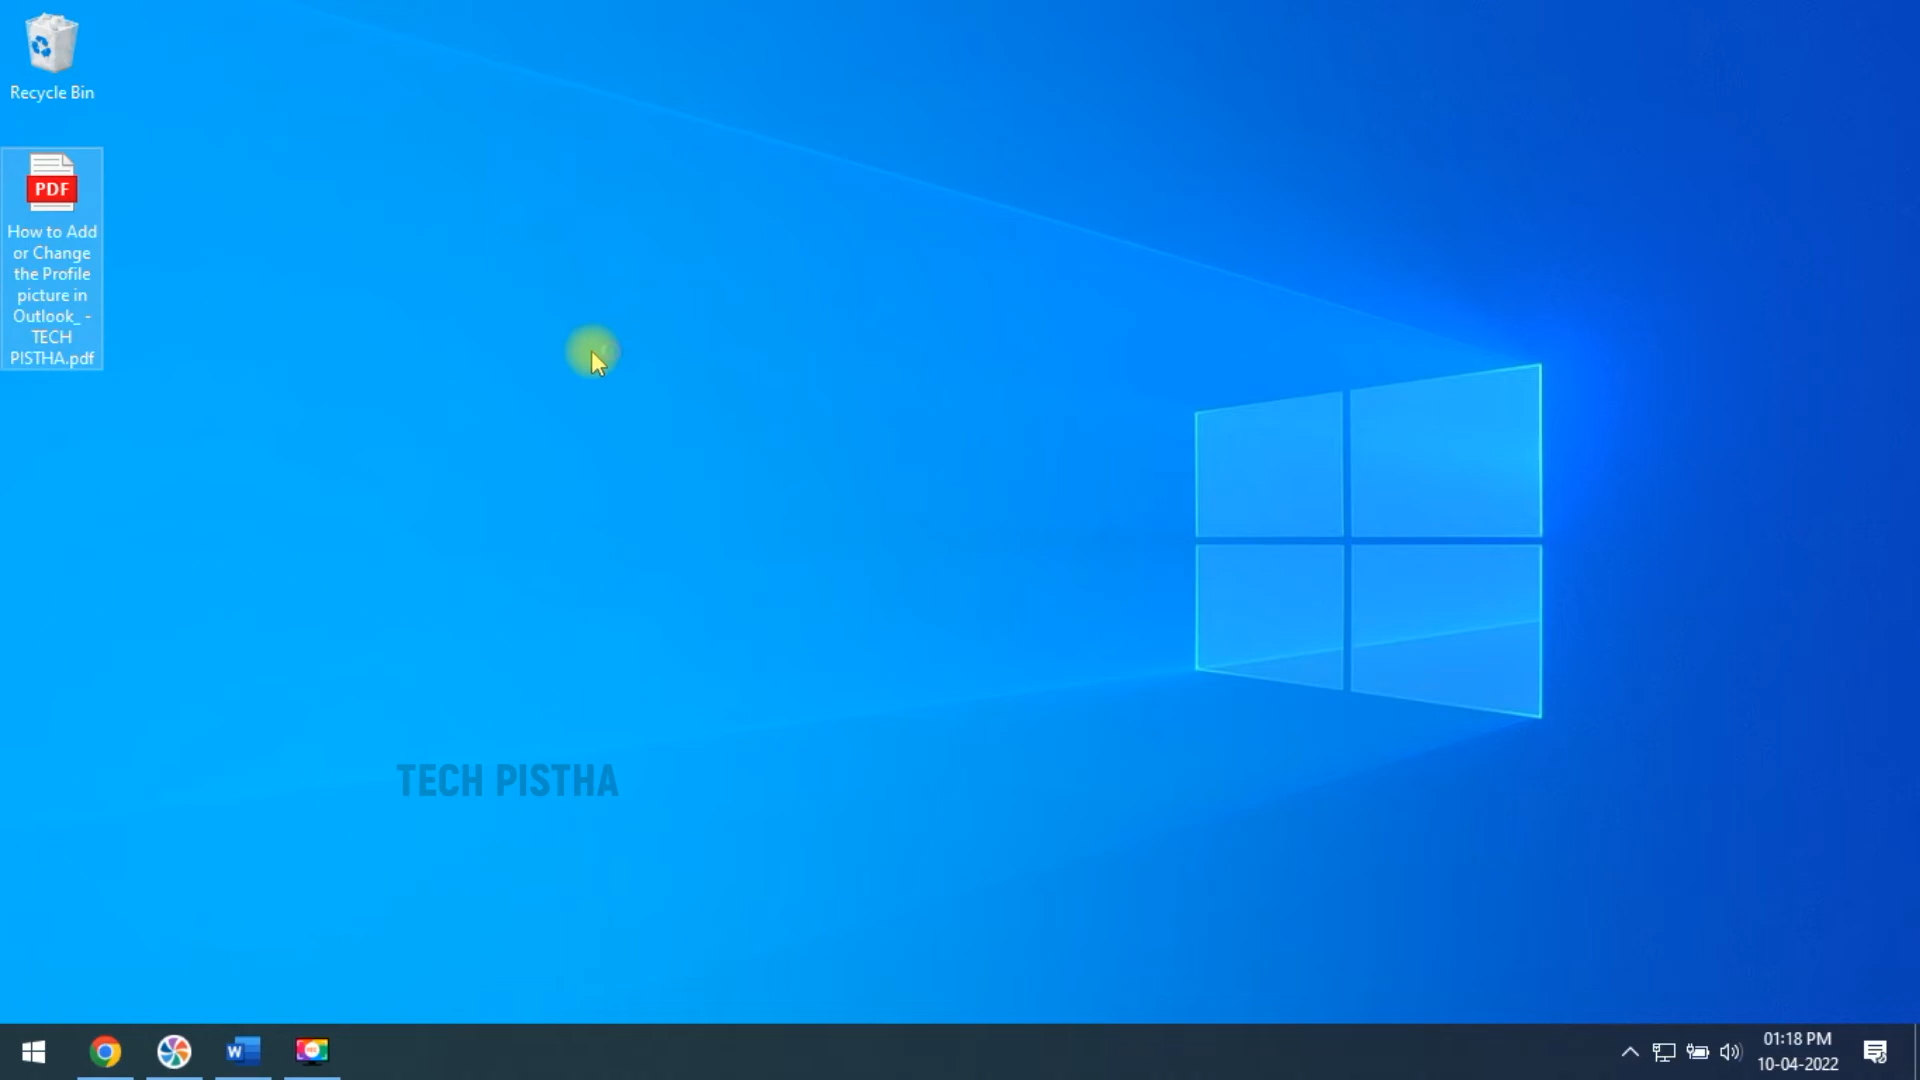 Recycle Bin
PDF
How to Add
or Change
the Profile
picture in
Outlook_ -
TECH
PISTHA.pdf
TECH PISTHA
W
01:18 PM
10-04-2022